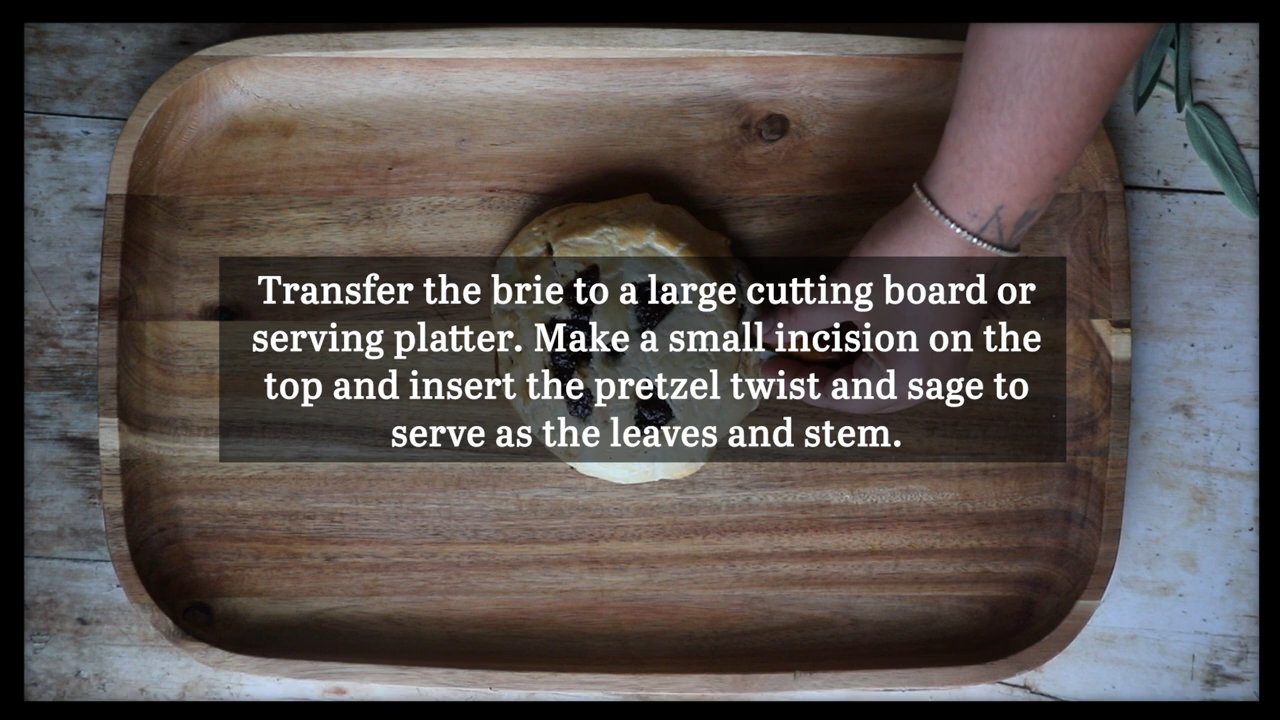 Transfer the brie to a large cutting board or
serving platter. Make a small incision on the
top and insert the pretzel twist and sage to
serve as the leaves and stem.